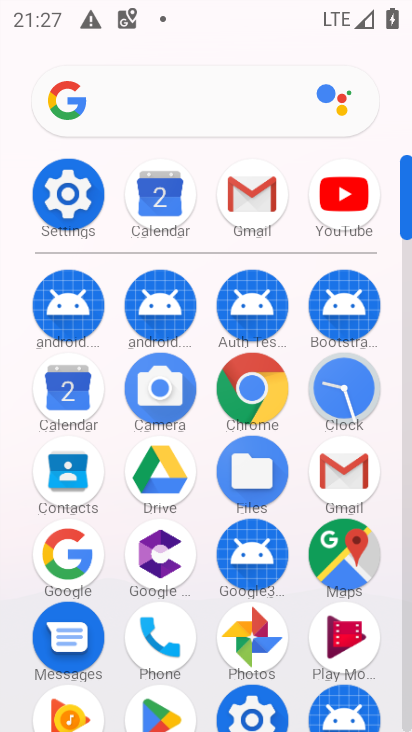 21:27 LTE
Settings Calendar Gmail YouTube
android.... android.... Auth Tes... Bootstra...
Calendar Camera Chrome Clock
Contacts Drive Files Gmail
Google Google ... Google3... Maps
Messages Phone Photos Play Mo...